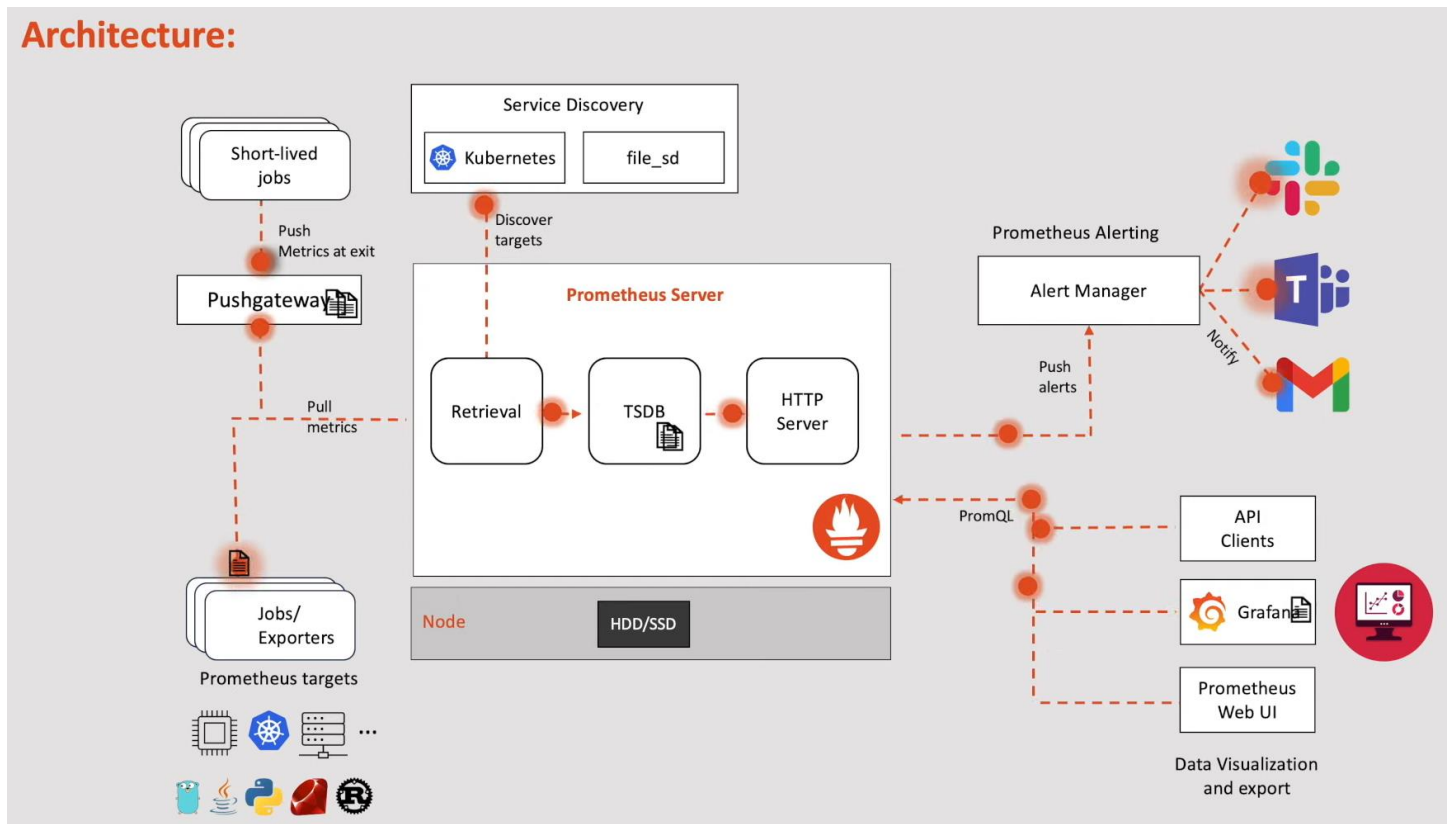 Architecture:
Service Discovery
Kubernetes
file_sd
Short-lived
jobs
Push
Metrics at exit
Discover
targets
Pushgateway
Prometheus Server
Retrieval
TSDB
HTTP
Server
Pull
metrics
Prometheus Alerting
Alert Manager
Push
alerts
Notify
T
PromQL
API
Clients
Grafana
Prometheus
Web UI
Data Visualization
and export
Node
HDD/SSD
Jobs/
Exporters
Prometheus targets
...
R